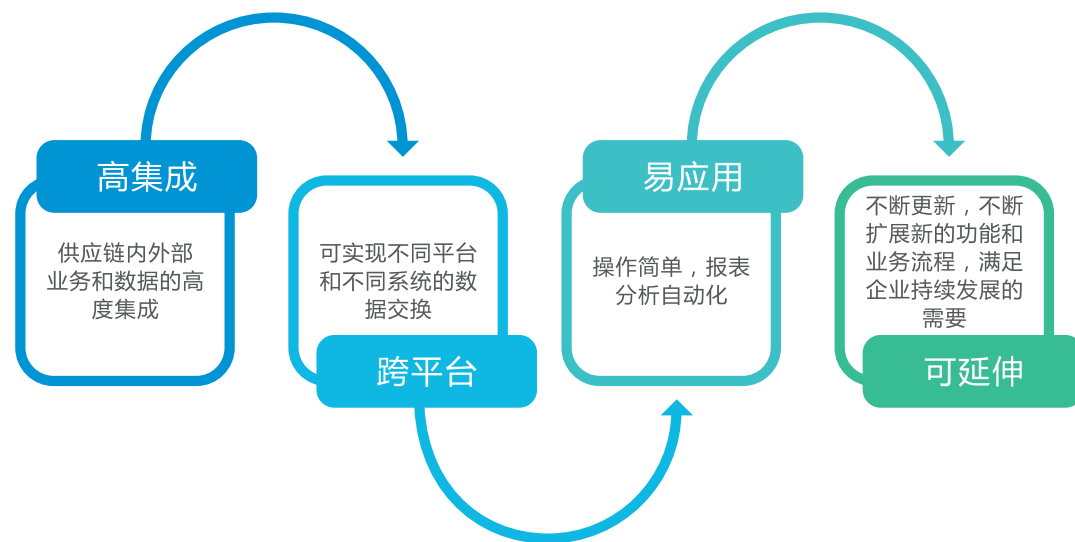 高集成
供应链内外部
业务和数据的高
度集成
可实现不同平台
和不同系统的数
据交换
跨平台
易应用
操作简单，报表
分析自动化
不断更新，不断
扩展新的功能和
业务流程，满足
企业持续发展的
需要
可延伸